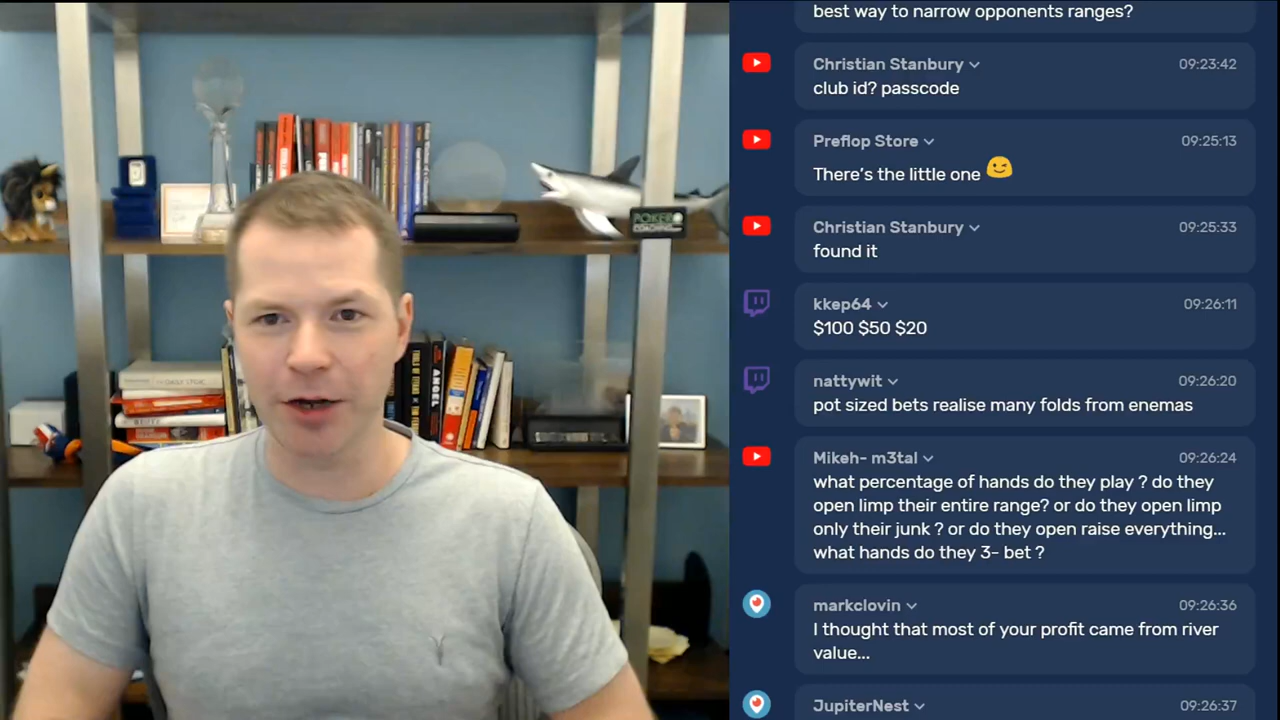 best way to narrow opponents ranges?
Christian Stanbury
09:23:42
club id? passcode
Preflop Store
09:25:13
There's the little one 😉
Christian Stanbury
09:25:33
found it
kkep64
09:26:11
$100 $50 $20
nattywit
09:26:20
pot sized bets realise many folds from enemas
Mikeh- m3tal
09:26:24
what percentage of hands do they play ? do they
open limp their entire range? or do they open limp
only their junk ? or do they open raise everything...
what hands do they 3- bet ?
markclovin
09:26:36
I thought that most of your profit came from river
value...
JupiterNest
09:26:37
POKER
COACHING
ANGEL